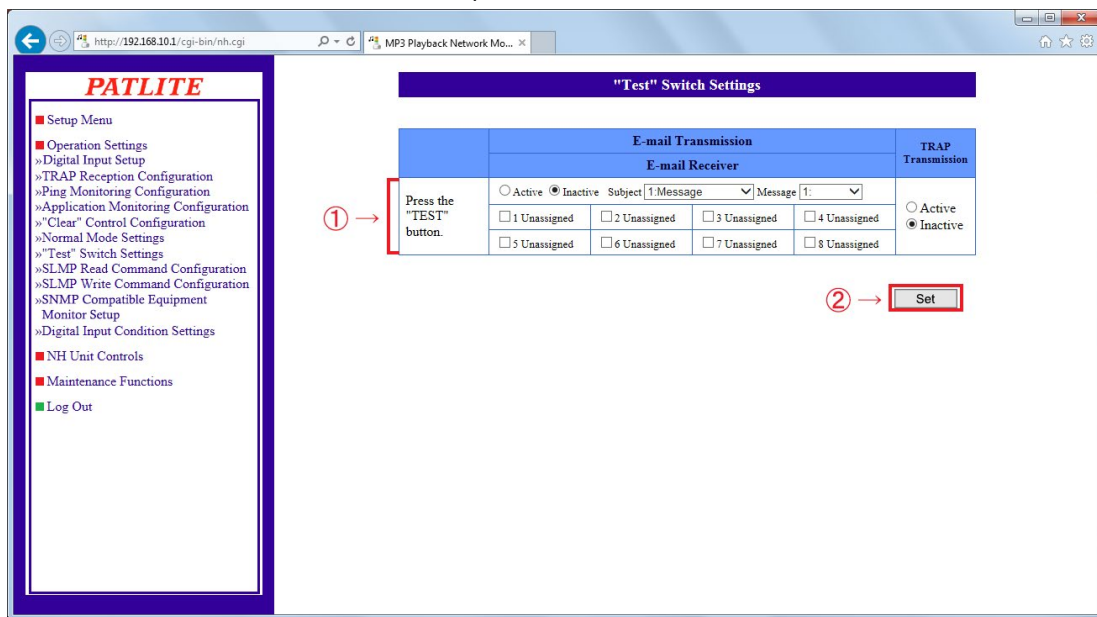 http://192.168.10.1/cgi-bin/nh.cgi
MP3 Playback Network Mo...
PATLITE
Setup Menu
Operation Settings
»Digital Input Setup
»TRAP Reception Configuration
»Ping Monitoring Configuration
»Application Monitoring Configuration
»"Clear" Control Configuration
»Normal Mode Settings
»"Test" Switch Settings
»SLMP Read Command Configuration
»SLMP Write Command Configuration
»SNMP Compatible Equipment
Monitor Setup
»Digital Input Condition Settings
NH Unit Controls
Maintenance Functions
Log Out
"Test" Switch Settings
E-mail Transmission
E-mail Receiver
TRAP
Transmission
①→
Press the
"TEST"
button.
Active Inactive Subject 1:Message Message 1:
1 Unassigned 2 Unassigned 3 Unassigned 4 Unassigned
5 Unassigned 6 Unassigned 7 Unassigned 8 Unassigned
Active
Inactive
②→ Set